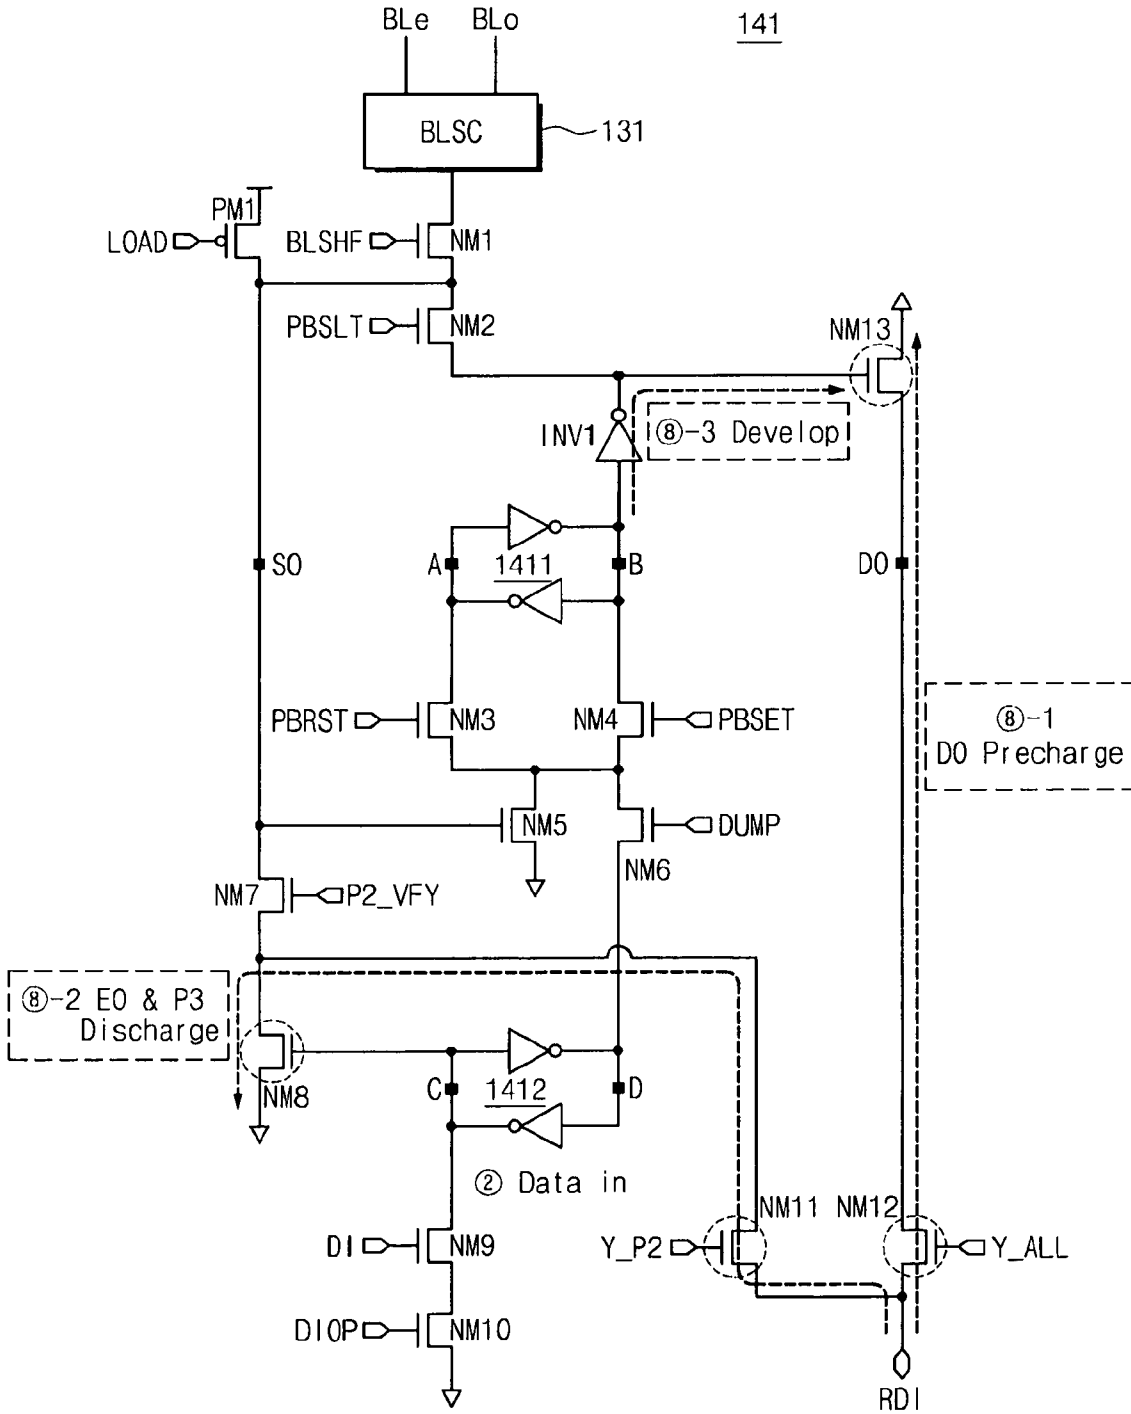 BLe
BLo
141
BLSC
131
PM1
LOAD
BLSHF
NM1
PBSLT
NM2
NM13
INV1
⑧-3 Develop
SO
A
1411
B
DO
PBRST
NM3
NM4
PBSET
⑧-1
DO Precharge
NM5
DUMP
NM6
NM7
P2_VFY
⑧-2 EO & P3
Discharge
NM8
C
1412
D
② Data in
NM11
NM12
DI
NM9
Y_P2
Y_ALL
DIOP
NM10
RDI